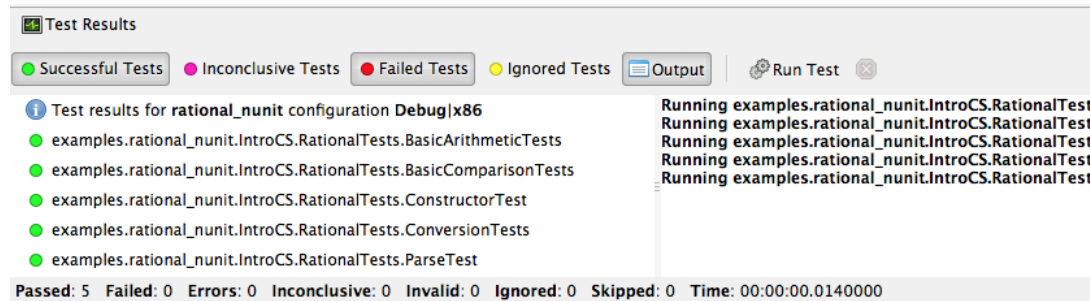 Test Results
Successful Tests Inconclusive Tests Failed Tests Ignored Tests Output Run Test
Test results for rational_nunit configuration Debug|x86
examples.rational_nunit.IntroCS.RationalTests.BasicArithmeticTests
examples.rational_nunit.IntroCS.RationalTests.BasicComparisonTests
examples.rational_nunit.IntroCS.RationalTests.ConstructorTest
examples.rational_nunit.IntroCS.RationalTests.ConversionTests
examples.rational_nunit.IntroCS.RationalTests.ParseTest
Running examples.rational_nunit.IntroCS.RationalTest
Running examples.rational_nunit.IntroCS.RationalTest
Running examples.rational_nunit.IntroCS.RationalTest
Running examples.rational_nunit.IntroCS.RationalTest
Running examples.rational_nunit.IntroCS.RationalTest
Passed: 5 Failed: 0 Errors: 0 Inconclusive: 0 Invalid: 0 Ignored: 0 Skipped: 0 Time: 00:00:00.0140000